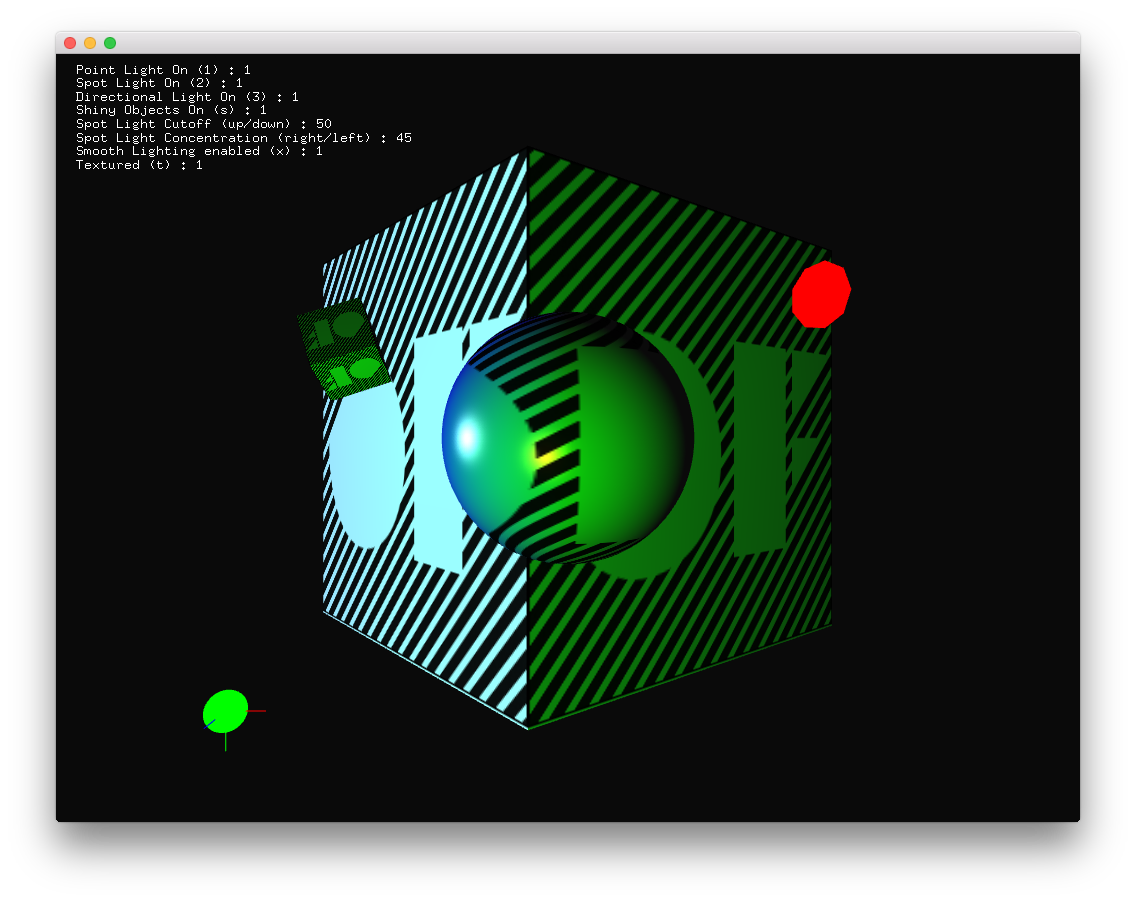 Point Light On (1) : 1
Spot Light On (2) : 1
Directional Light On (3) : 1
Shiny Objects On (s) : 1
Spot Light Cutoff (up/down) : 50
Spot Light Concentration (right/left) : 45
Smooth Lighting enabled (x) : 1
Textured (t) : 1